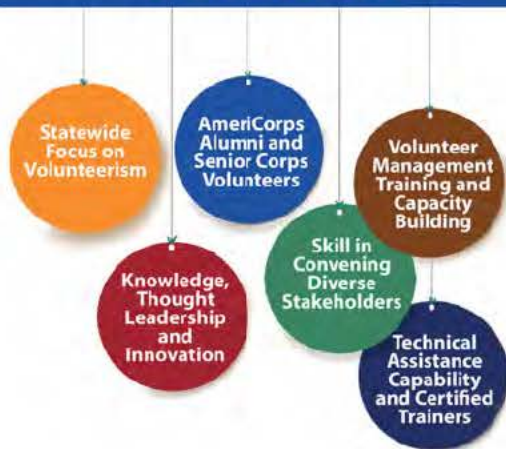 Statewide
Focus on
Volunteerism
AmeriCorps
Alumni and
Senior Corps
Volunteers
Volunteer
Management
Training and
Capacity
Building
Knowledge,
Thought
Leadership
and
Innovation
Skill in
Convening
Diverse
Stakeholders
Technical
Assistance
Capability
and Certified
Trainers